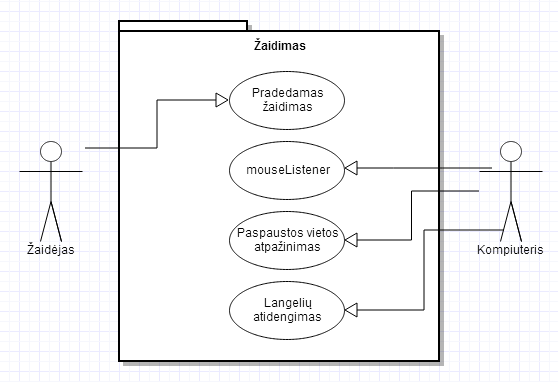 Žaidimas
Pradedamas
žaidimas
mouseListener
Paspaustos vietos
atpažinimas
Langelių
atidengimas
Žaidėjas
Kompiuteris